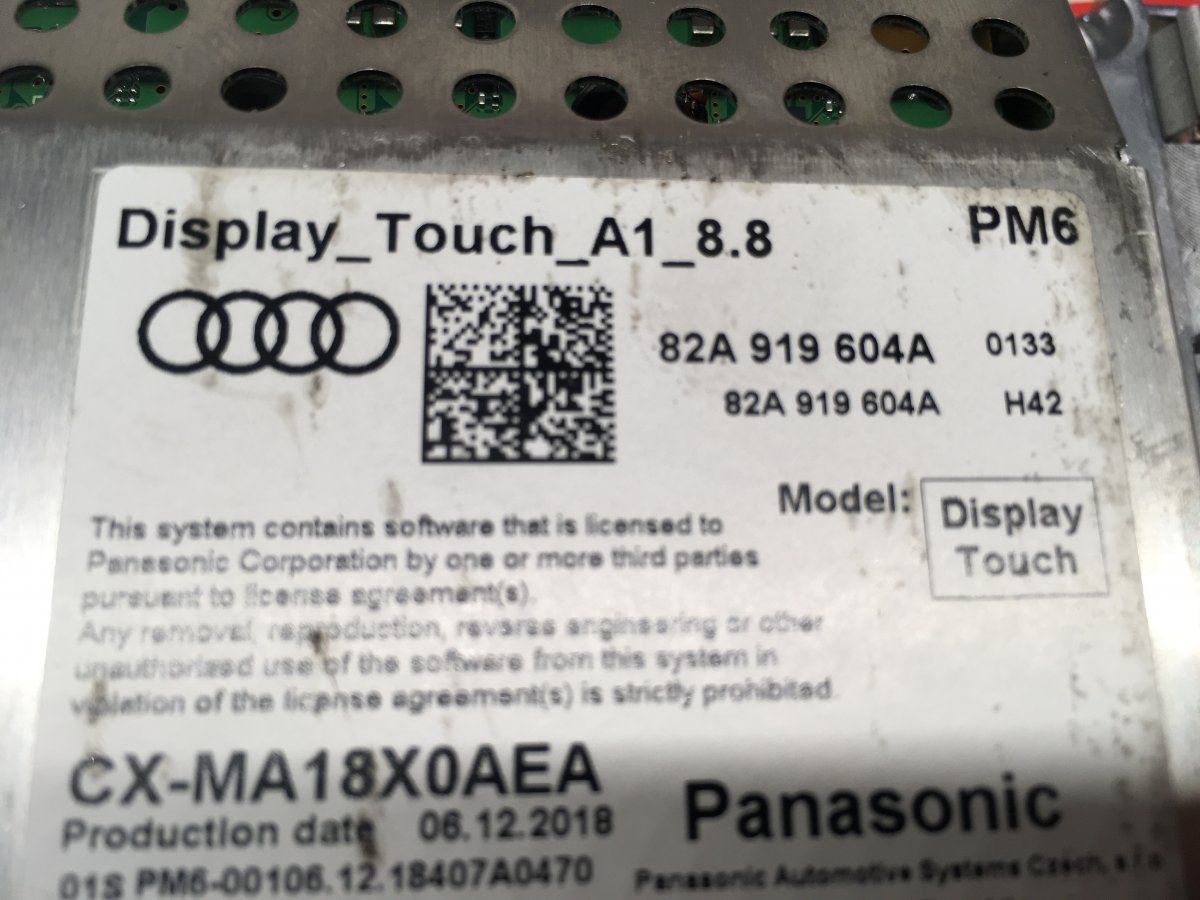 Display_Touch_A1_8.8 PM6
82A 919 604A 0133
82A 919 604A H42
Model: Display Touch
This system contains software that is licensed to
Panasonic Corporation by one or more third parties
pursuant to license agreement(s).
Any removal, reproduction, reverse engineering or other
unauthorized use of the software from this system in
violation of the license agreement(s) is strictly prohibited.
CX-MA18X0AEA
Production date 06.12.2018
01S PM6-00106.12.18407A0470
Panasonic
Panasonic Automotive Systems Czech, s.r.o.